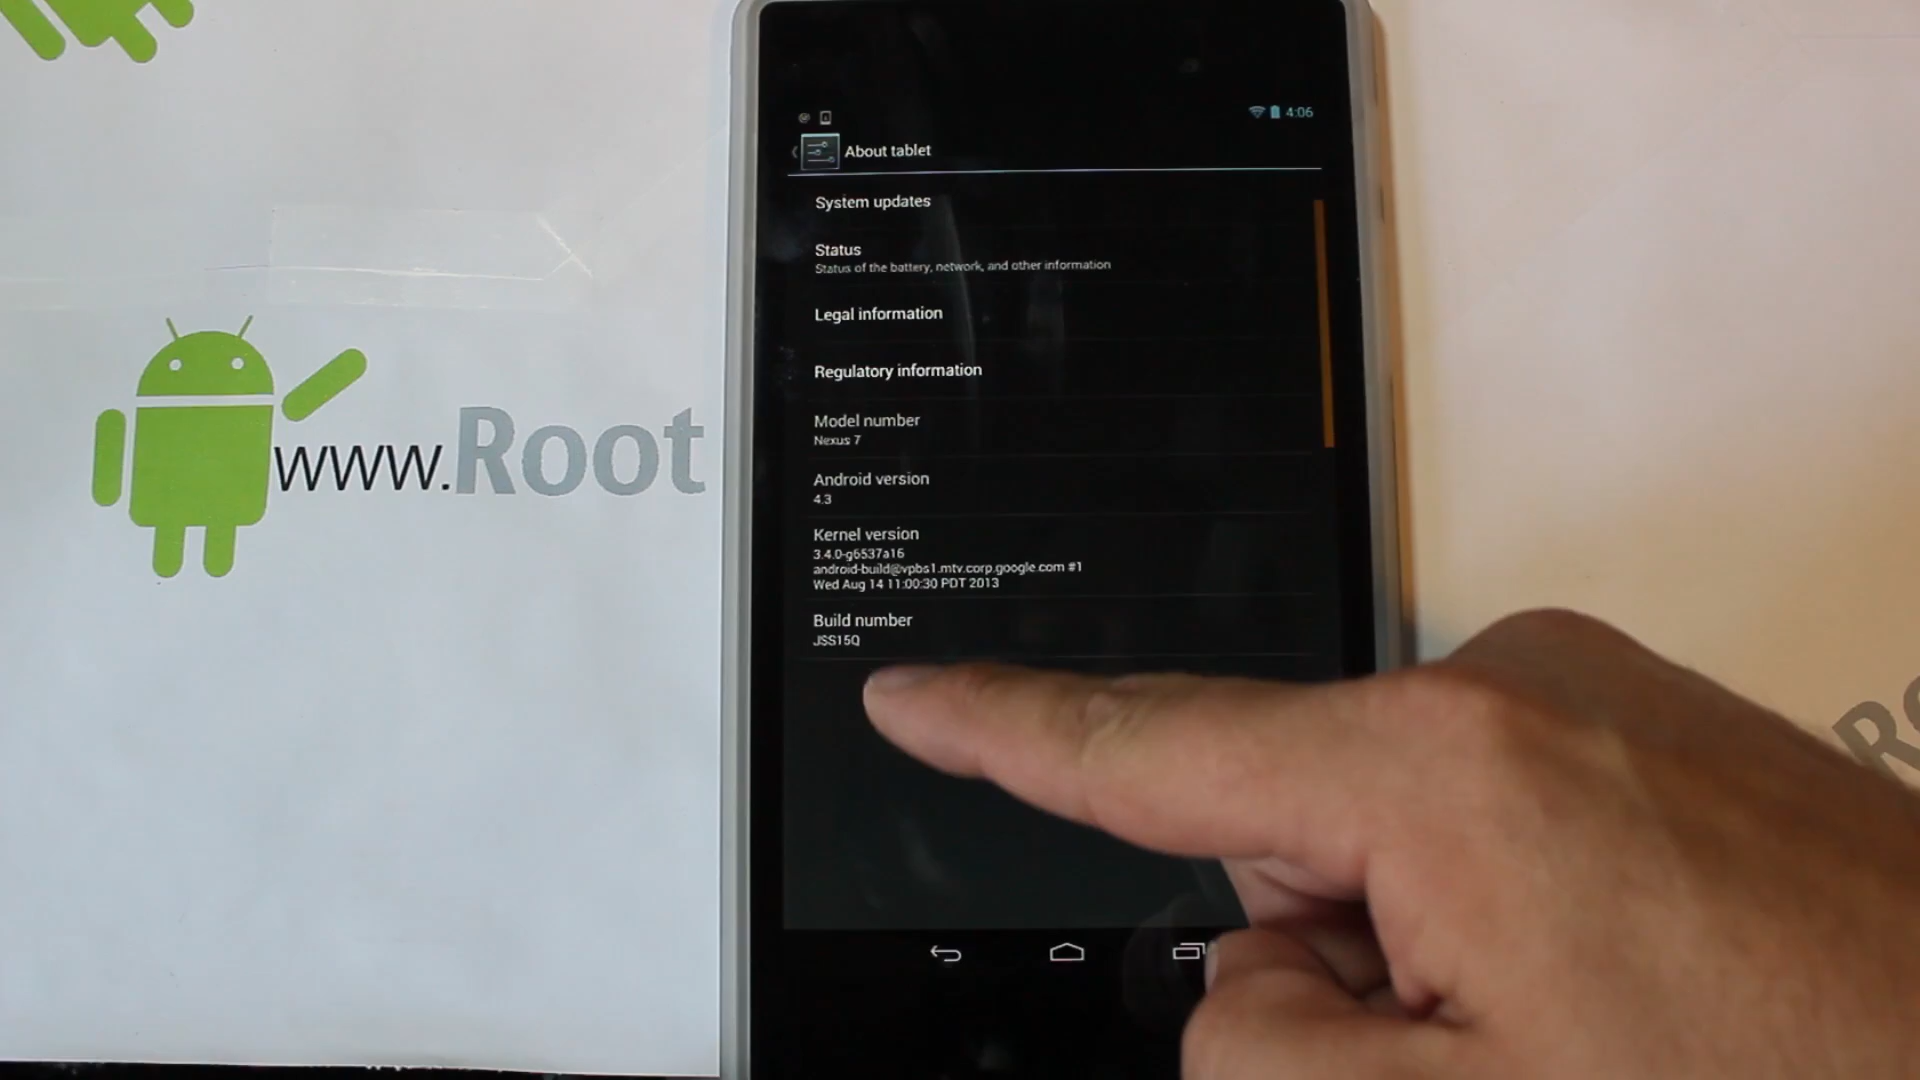 4:06
About tablet
System updates
Status
Status of the battery, network, and other information
Legal information
Regulatory information
Model number
Nexus 7
Android version
4.3
Kernel version
3.4.0-g6537a16
android-build@vpbs1.mtv.corp.google.com #1
Wed Aug 14 11:00:30 PDT 2013
Build number
JSS15Q
www.Root